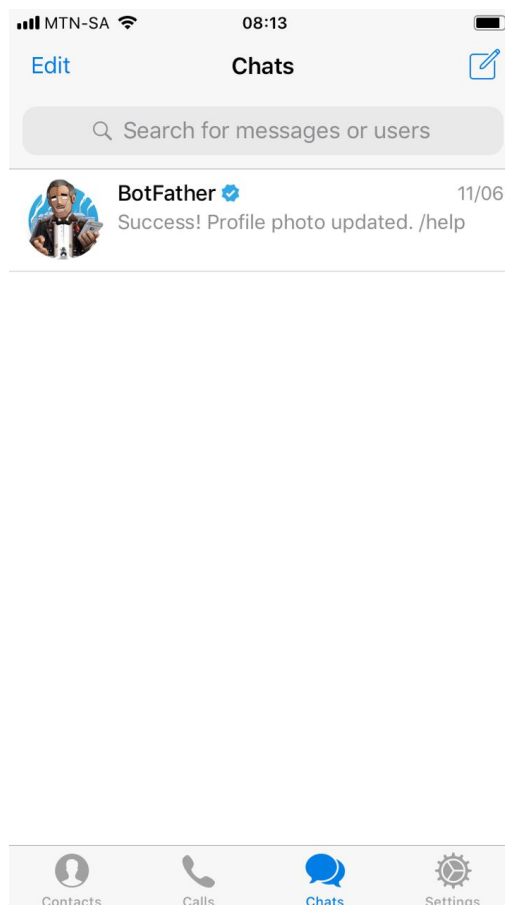 MTN-SA 08:13
Edit Chats
Search for messages or users
BotFather 11/06
Success! Profile photo updated. /help
Contacts Calls Chats Settings